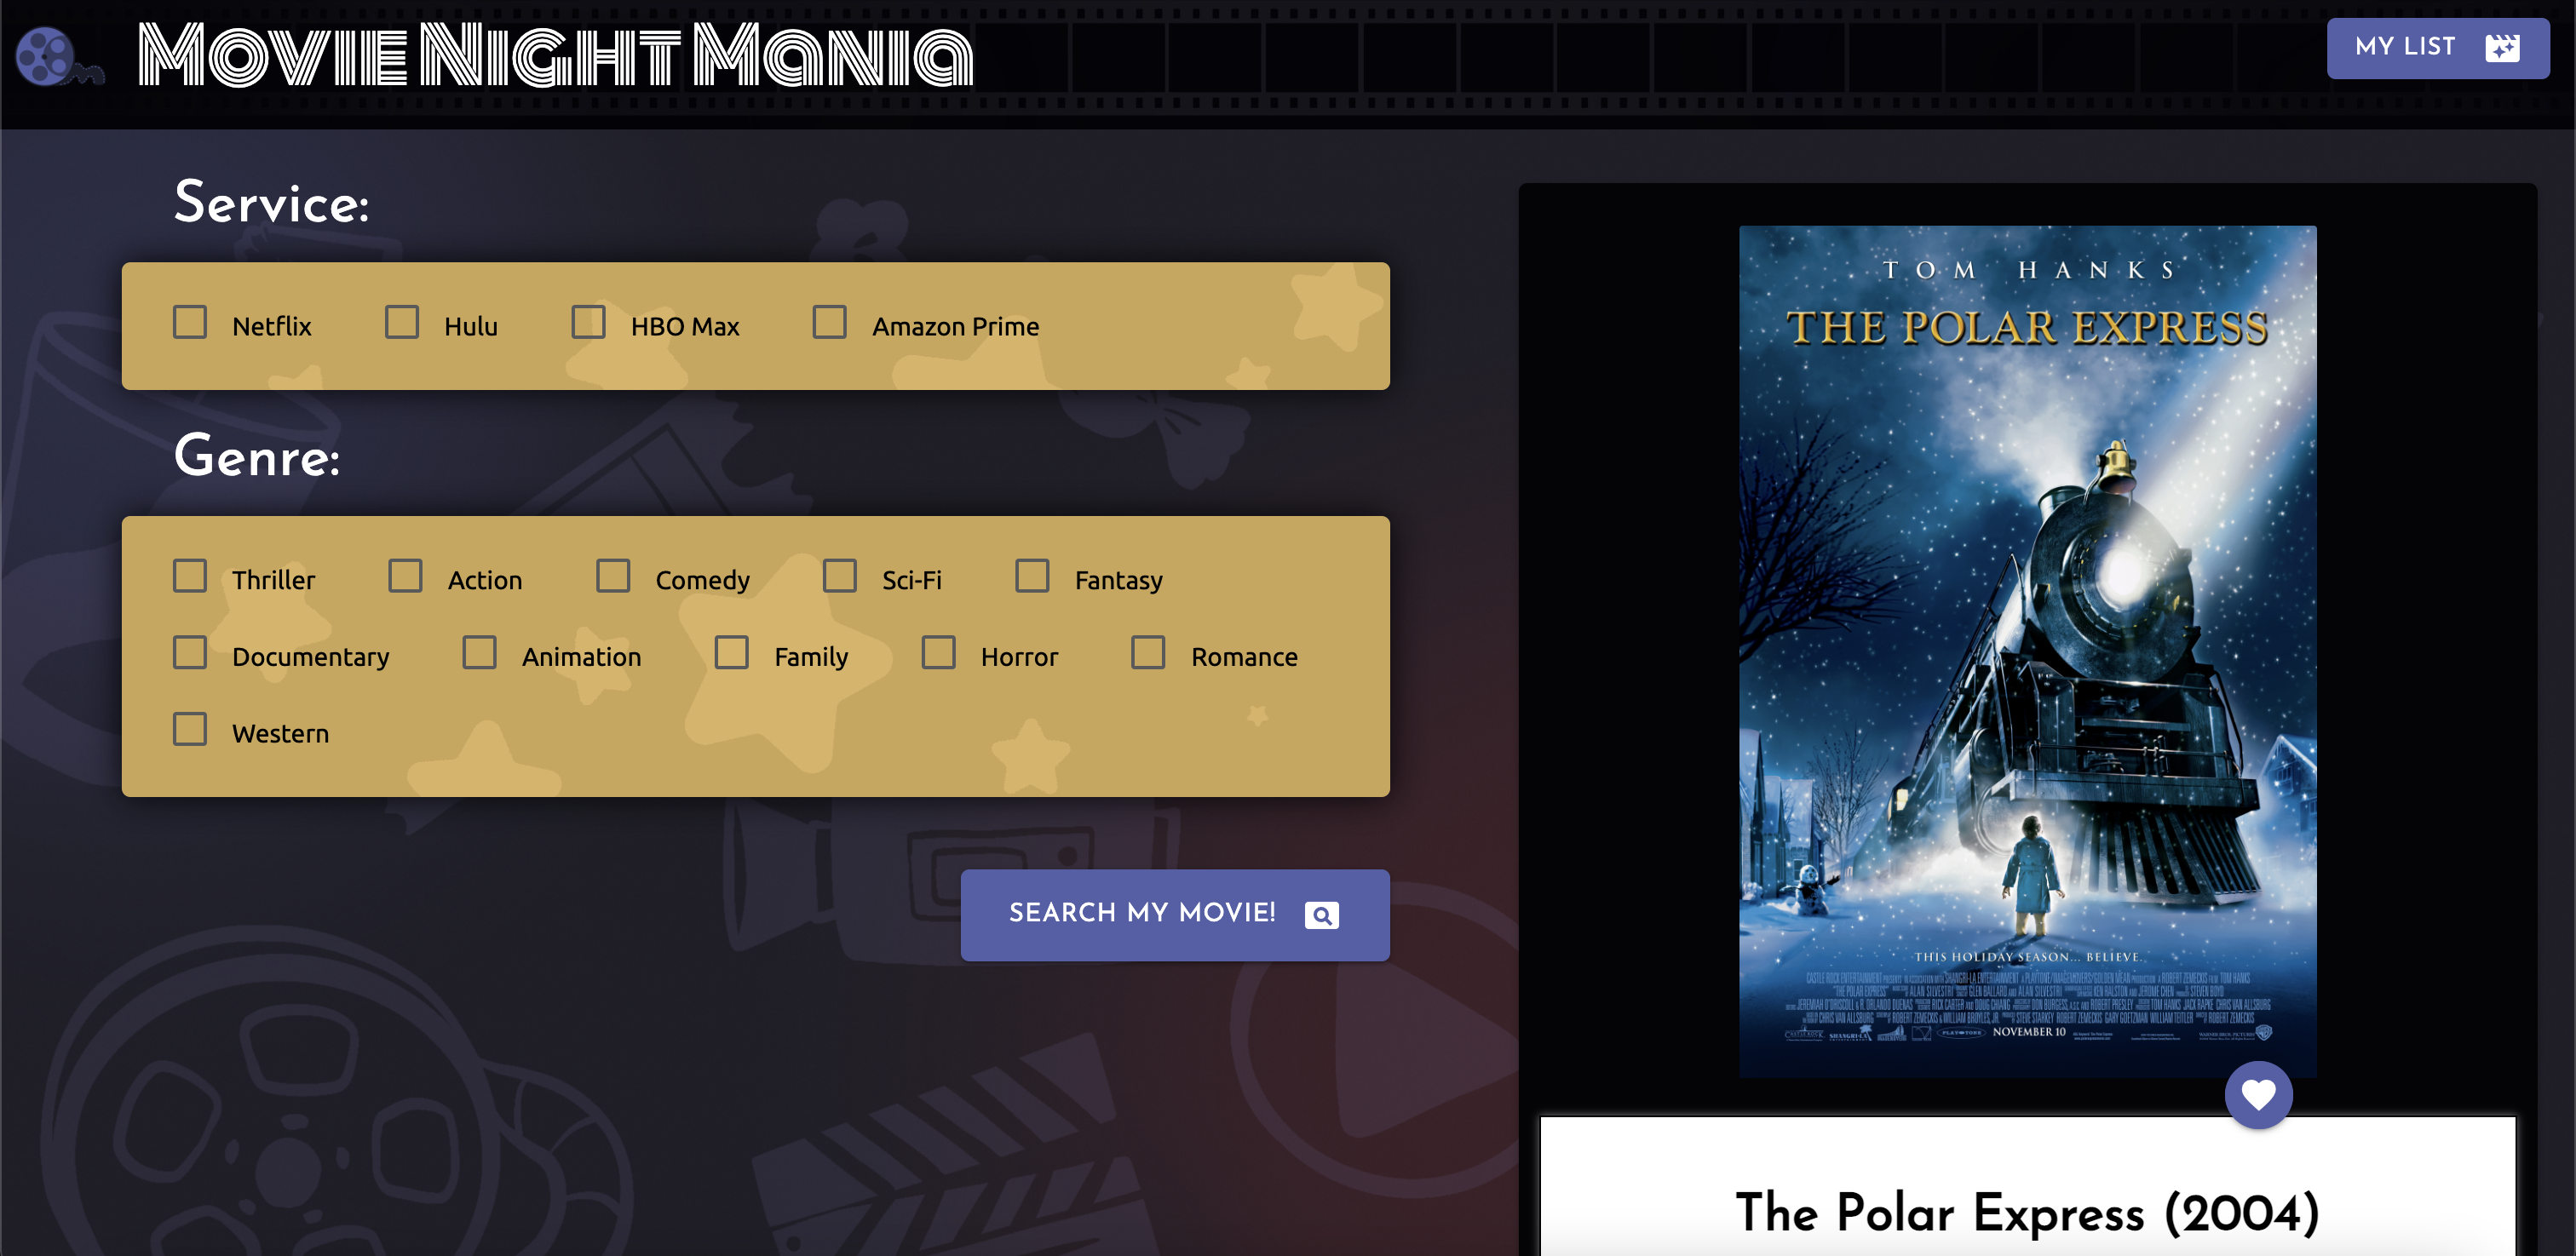 Movie Night Mania
MY LIST
Service:
Netflix Hulu HBO Max Amazon Prime
Genre:
Thriller Action Comedy Sci-Fi Fantasy
Documentary Animation Family Horror Romance
Western
SEARCH MY MOVIE!
TOM HANKS
THE POLAR EXPRESS
THIS HOLIDAY SEASON... BELIEVE.
NOVEMBER 10
The Polar Express (2004)